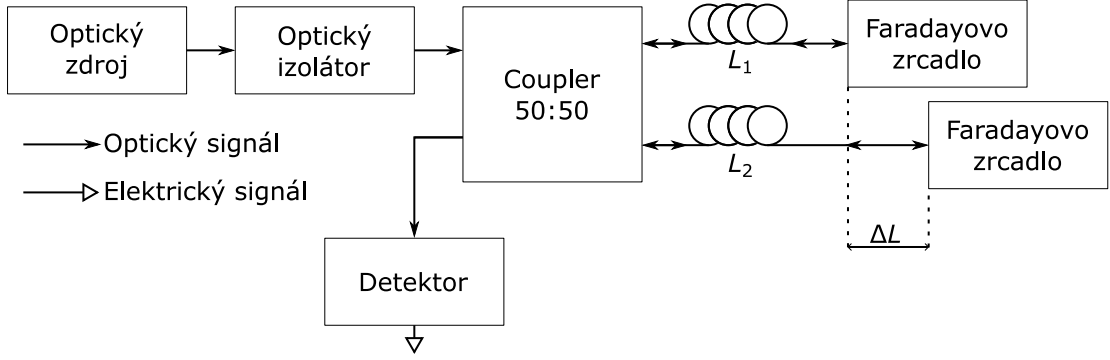 Optický
zdroj
Optický
izolátor
Coupler
50:50
L1
Faradayovo
zrcadlo
L2
Faradayovo
zrcadlo
ΔL
Optický signál
Elektrický signál
Detektor